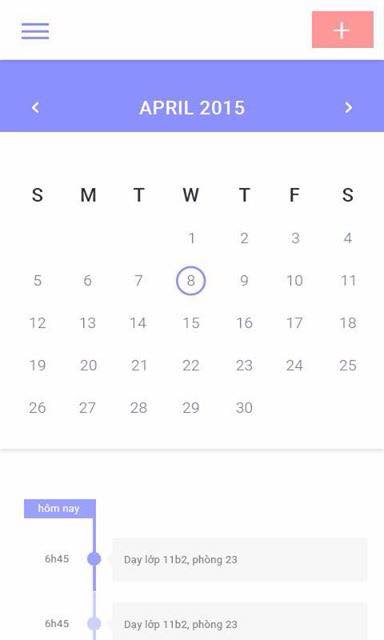 +
APRIL 2015
S M T W T F S
1 2 3 4
5 6 7 8 9 10 11
12 13 14 15 16 17 18
19 20 21 22 23 24 25
26 27 28 29 30
hôm nay
6h45 Dạy lớp 11b2, phòng 23
6h45 Dạy lớp 11b2, phòng 23